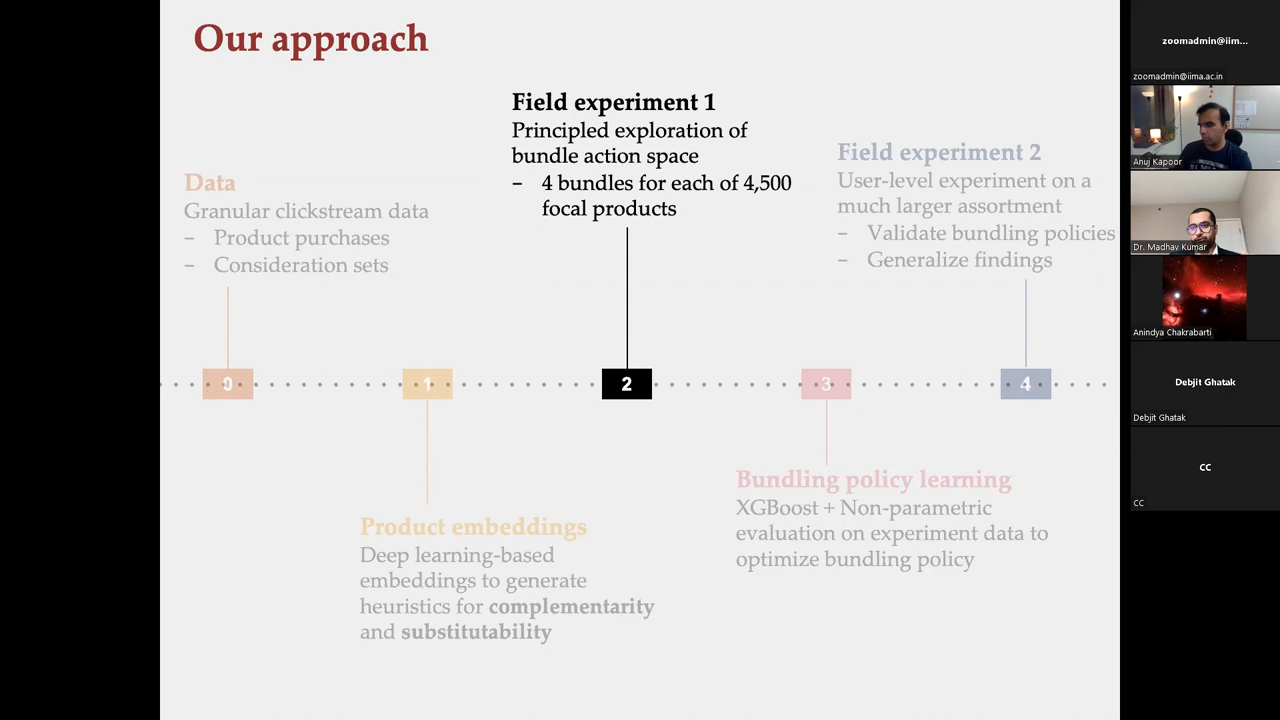 Our approach
Field experiment 1
Principled exploration of
bundle action space
– 4 bundles for each of 4,500
focal products
Data
Granular clickstream data
– Product purchases
– Consideration sets
Field experiment 2
User-level experiment on a
much larger assortment
– Validate bundling policies
– Generalize findings
0
1
2
3
4
Product embeddings
Deep learning-based
embeddings to generate
heuristics for complementarity
and substitutability
Bundling policy learning
XGBoost + Non-parametric
evaluation on experiment data to
optimize bundling policy
zoomadmin@iim...
zoomadmin@iima.ac.in
Anuj Kapoor
Dr. Madhav Kumar
Anindya Chakrabarti
Debjit Ghatak
Debjit Ghatak
CC
CC